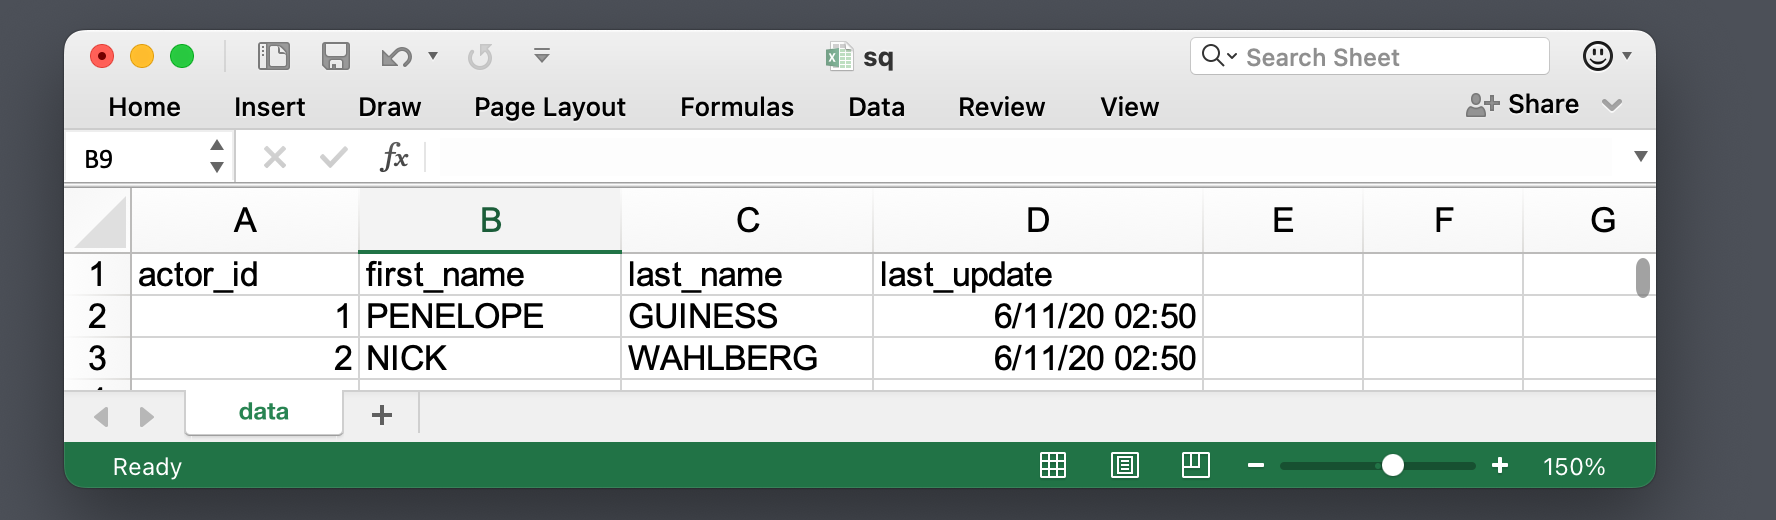 sq
Search Sheet
Home Insert Draw Page Layout Formulas Data Review View Share
B9 fx
A B C D E F G
1 actor_id first_name last_name last_update
2 1 PENELOPE GUINESS 6/11/20 02:50
3 2 NICK WAHLBERG 6/11/20 02:50
data +
Ready 150%